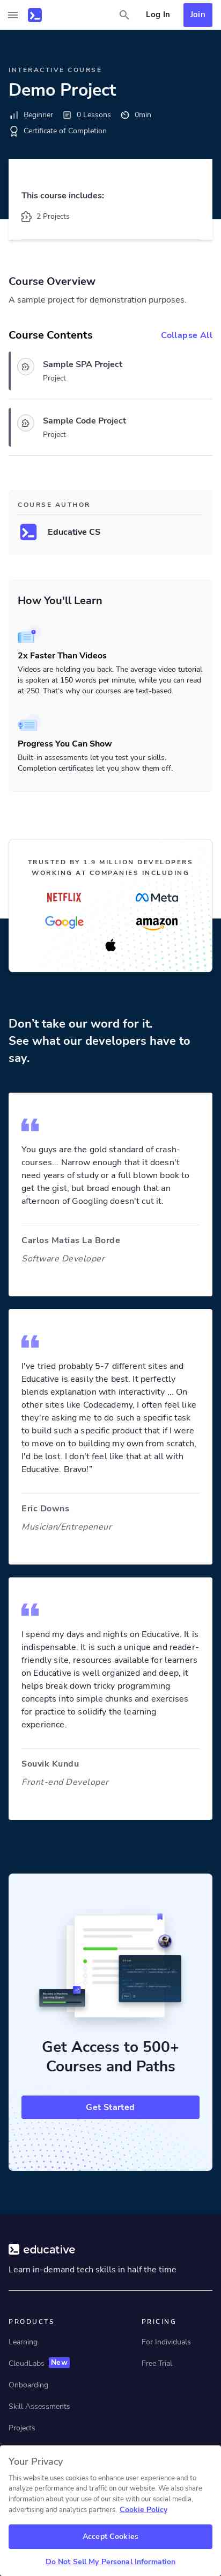 Log In
Join
INTERACTIVE COURSE
Demo Project
Beginner
0 Lessons
0min
Certificate of Completion
This course includes:
2 Projects
Course Overview
A sample project for demonstration purposes.
Course Contents
Collapse All
Sample SPA Project
Project
Sample Code Project
Project
COURSE AUTHOR
Educative CS
How You'll Learn
2x Faster Than Videos
Videos are holding you back. The average video tutorial
is spoken at 150 words per minute, while you can read
at 250. That's why our courses are text-based.
Progress You Can Show
Built-in assessments let you test your skills.
Completion certificates let you show them off.
TRUSTED BY 1.9 MILLION DEVELOPERS
WORKING AT COMPANIES INCLUDING
NETFLIX
Meta
Google
amazon
Don't take our word for it.
See what our developers have to
say.
You guys are the gold standard of crash-
courses... Narrow enough that it doesn't
need years of study or a full blown book to
get the gist, but broad enough that an
afternoon of Googling doesn't cut it.
Carlos Matias La Borde
Software Developer
I've tried probably 5-7 different sites and
Educative is easily the best. It perfectly
blends explanation with interactivity ... On
other sites like Codecademy, I often feel like
they're asking me to do such a specific task
to build such a specific product that if I were
to move on to building my own from scratch,
I'd be lost. I don't feel like that at all with
Educative. Bravo!”
Eric Downs
Musician/Entrepeneur
I spend my days and nights on Educative. It is
indispensable. It is such a unique and reader-
friendly site, resources available for learners
on Educative is well organized and deep, it
helps break down tricky programming
concepts into simple chunks and exercises
for practice to solidify the learning
experience.
Souvik Kundu
Front-end Developer
Get Access to 500+
Courses and Paths
Get Started
educative
Learn in-demand tech skills in half the time
PRODUCTS
PRICING
Learning
For Individuals
CloudLabs New
Free Trial
Onboarding
Skill Assessments
Projects
Your Privacy
This website uses cookies to enhance user experience and to
analyze performance and traffic on our website. We also share
information about your use of our site with our social media,
advertising and analytics partners. Cookie Policy
Accept Cookies
Do Not Sell My Personal Information